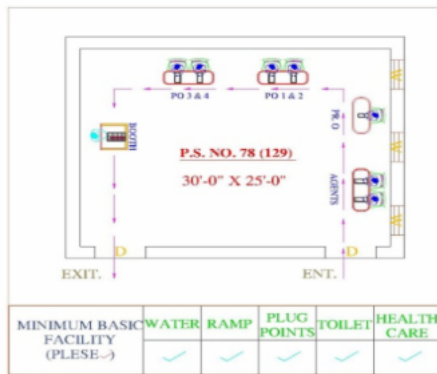 PO 3 & 4
PO 1 & 2
W
PR. O
BOOTH
P.S. NO. 78 (129)
30'-0" X 25'-0"
W
AGENTS
W
D
D
EXIT.
ENT.
MINIMUM BASIC
FACILITY
(PLESE✓)
WATER
RAMP
PLUG
POINTS
TOILET
HEALTH
CARE
✓ ✓ ✓ ✓ ✓